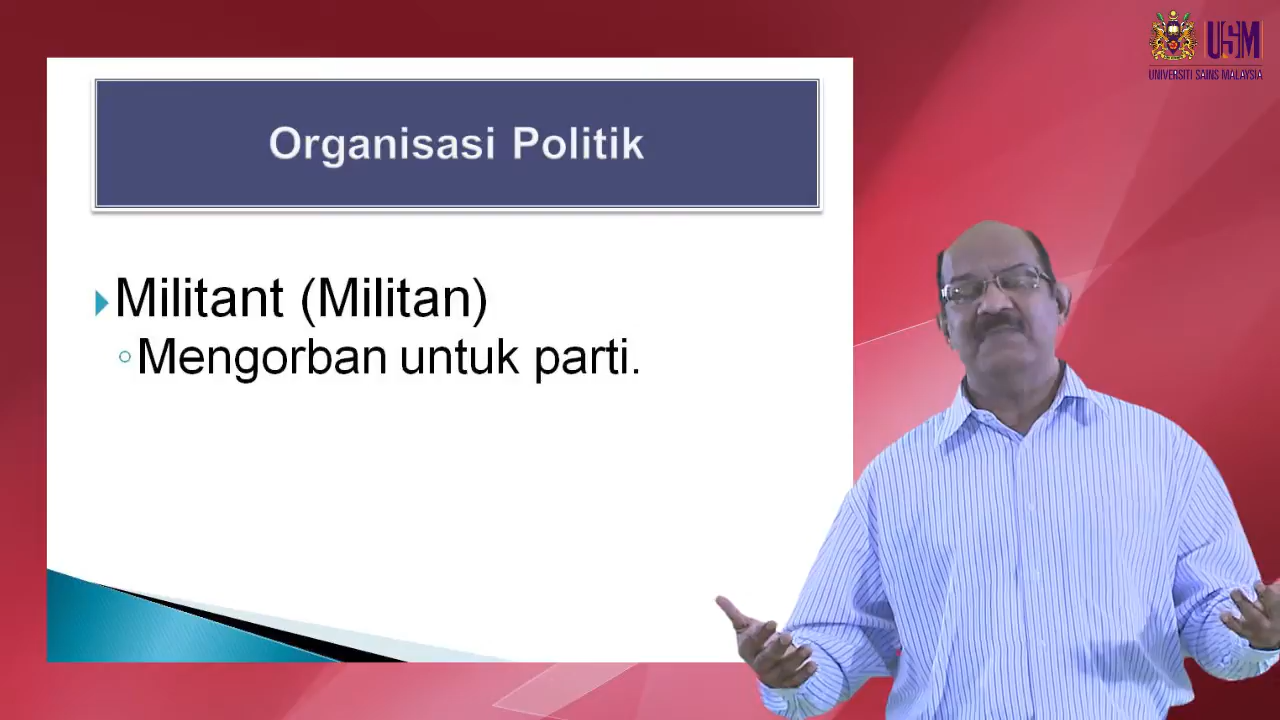 USM
UNIVERSITI SAINS MALAYSIA
Organisasi Politik
Militant (Militan)
Mengorban untuk parti.